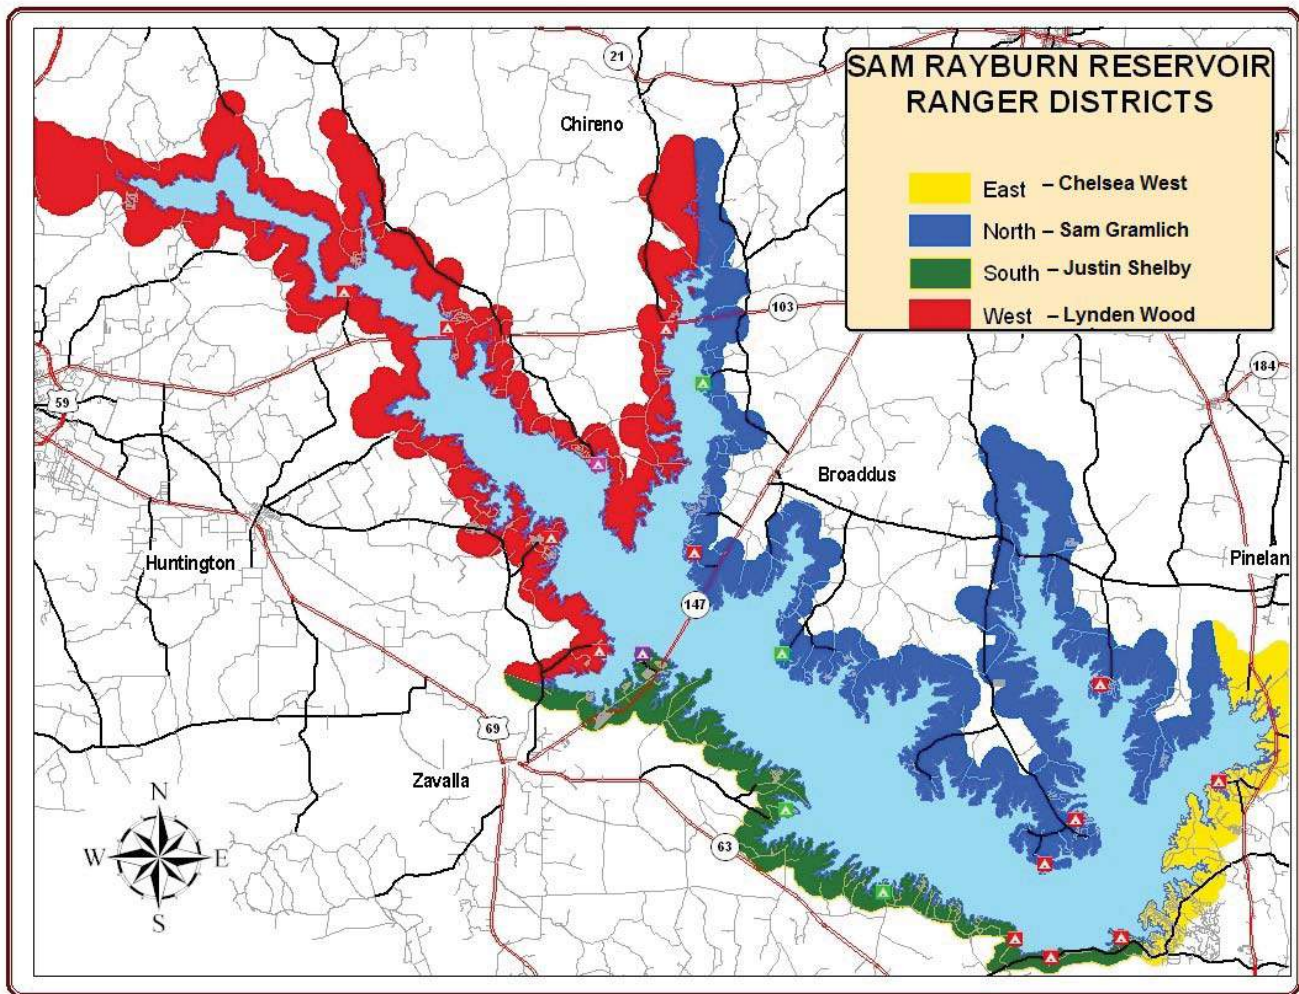 SAM RAYBURN RESERVOIR
RANGER DISTRICTS
East – Chelsea West
North – Sam Gramlich
South – Justin Shelby
West – Lynden Wood
21
Chireno
103
184
59
Broaddus
Huntington
Pinelan
147
69
Zavalla
63
N
W E
S